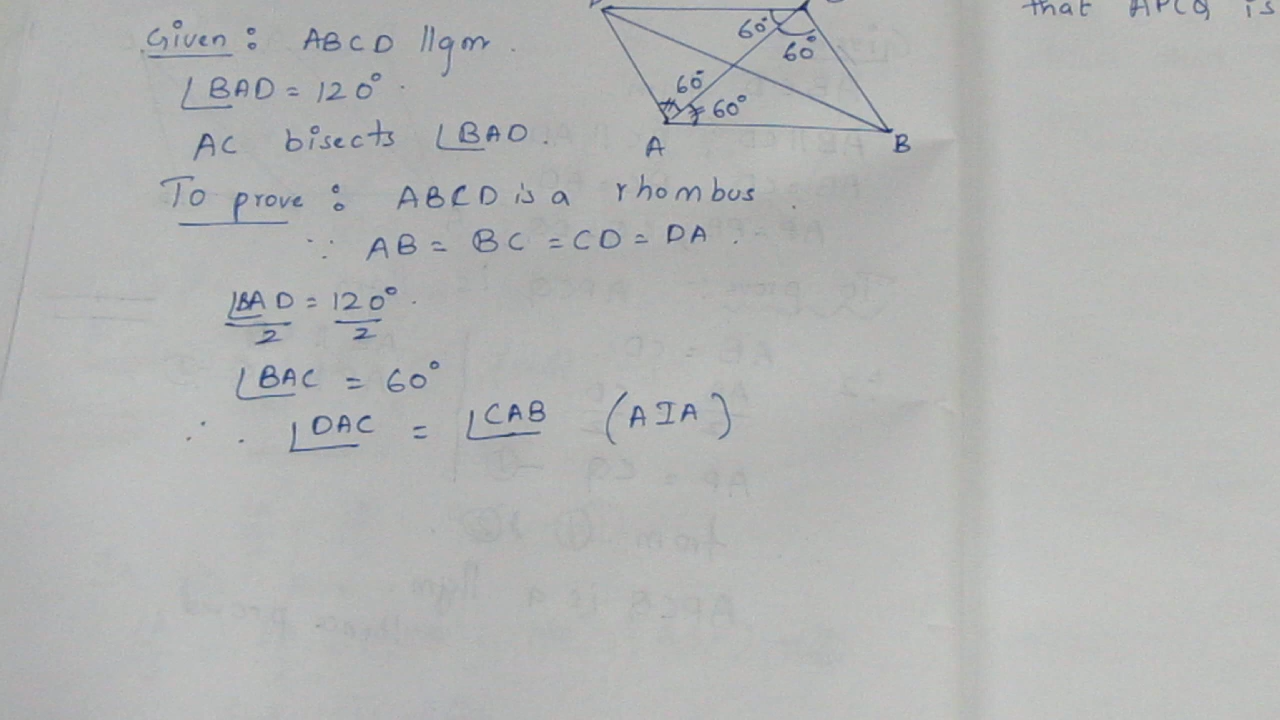 that APCQ is
Given : ABCD ||gm .
∠BAD = 120° .
AC bisects ∠BAD .
60° 60°
60° 60°
A B
To prove : ABCD is a rhombus .
∵ AB = BC = CD = DA .
∠BAD/2 = 120°/2 .
∠BAC = 60°
∴ ∠DAC = ∠CAB (AIA)